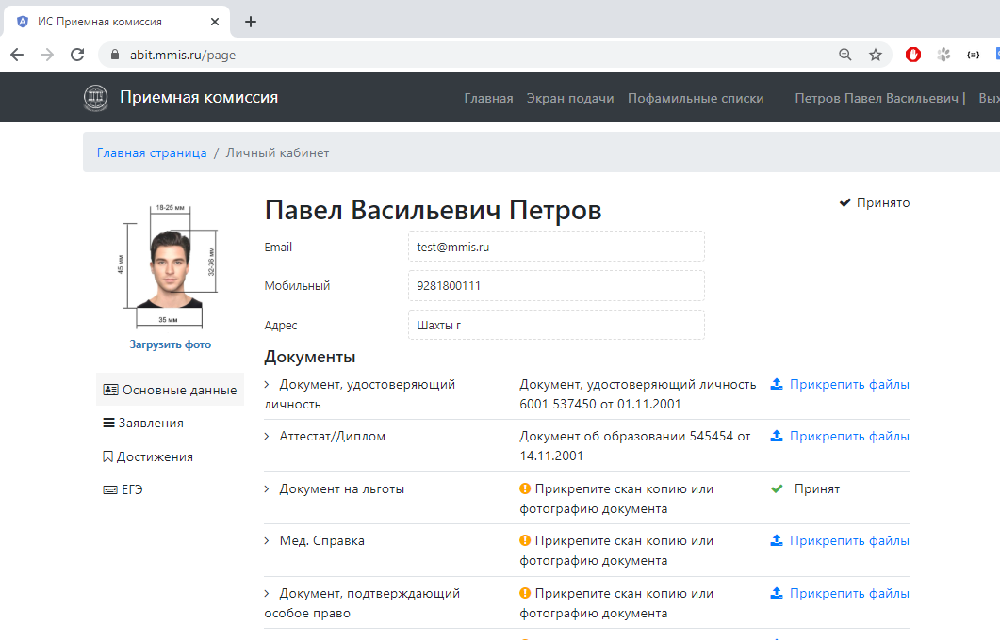 ИС Приемная комиссия
abit.mmis.ru/page
Приемная комиссия
Главная Экран подачи Пофамильные списки Петров Павел Васильевич |
Главная страница / Личный кабинет
Павел Васильевич Петров
Принято
Email test@mmis.ru
Мобильный 9281800111
Адрес Шахты г
18-25 мм
45 мм
32-36 мм
35 мм
Загрузить фото
Основные данные
Заявления
Достижения
ЕГЭ
Документы
Документ, удостоверяющий
личность
Документ, удостоверяющий личность
6001 537450 от 01.11.2001
Прикрепить файлы
Аттестат/Диплом
Документ об образовании 545454 от
14.11.2001
Прикрепить файлы
Документ на льготы
Прикрепите скан копию или
фотографию документа
Принят
Мед. Справка
Прикрепите скан копию или
фотографию документа
Прикрепить файлы
Документ, подтверждающий
особое право
Прикрепите скан копию или
фотографию документа
Прикрепить файлы